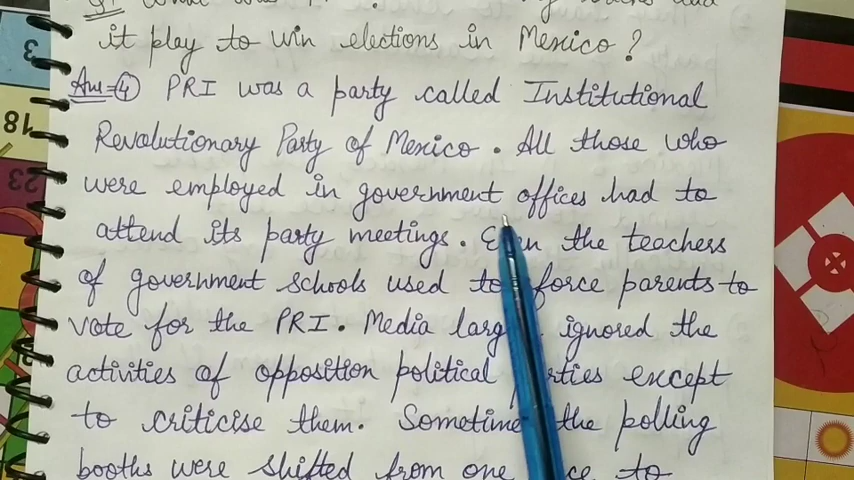 it play to win elections in Mexico?
Ans=4) PRI was a party called Institutional
Revolutionary Party of Mexico. All those who
were employed in government offices had to
attend its party meetings. the teachers
of government schools used to force parents to
vote for the PRI. Media ignored the
activities of opposition political except
to criticise them. the polling
booths were shifted from one to
3
18